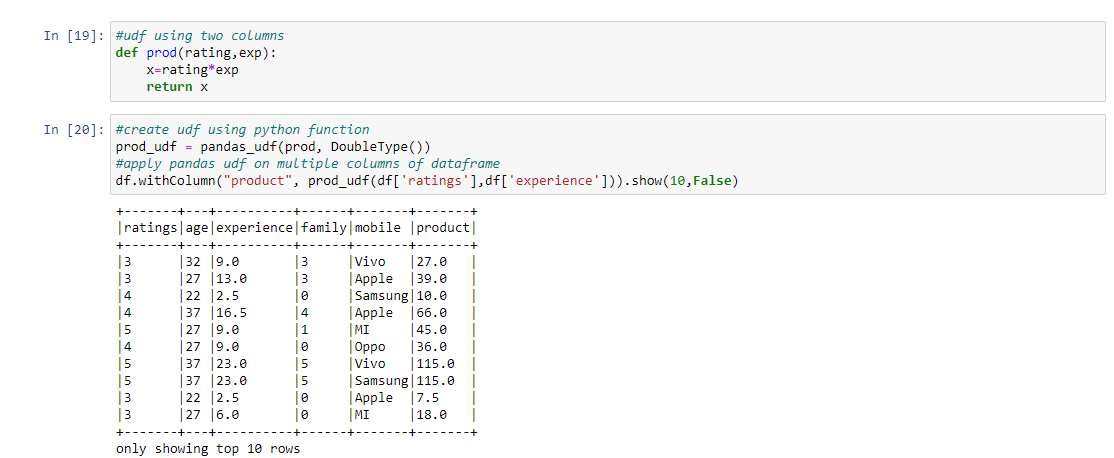 In [19]: #udf using two columns
def prod(rating,exp):
    x=rating*exp
    return x
In [20]: #create udf using python function
prod_udf = pandas_udf(prod, DoubleType())
#apply pandas udf on multiple columns of dataframe
df.withColumn("product", prod_udf(df['ratings'],df['experience'])).show(10,False)
+-------+---+----------+------+-------+-------+
|ratings|age|experience|family|mobile |product|
+-------+---+----------+------+-------+-------+
|3      |32 |9.0       |3     |Vivo   |27.0   |
|3      |27 |13.0      |3     |Apple  |39.0   |
|4      |22 |2.5       |0     |Samsung|10.0   |
|4      |37 |16.5      |4     |Apple  |66.0   |
|5      |27 |9.0       |1     |MI     |45.0   |
|4      |27 |9.0       |0     |Oppo   |36.0   |
|5      |37 |23.0      |5     |Vivo   |115.0  |
|5      |37 |23.0      |5     |Samsung|115.0  |
|3      |22 |2.5       |0     |Apple  |7.5    |
|3      |27 |6.0       |0     |MI     |18.0   |
+-------+---+----------+------+-------+-------+
only showing top 10 rows